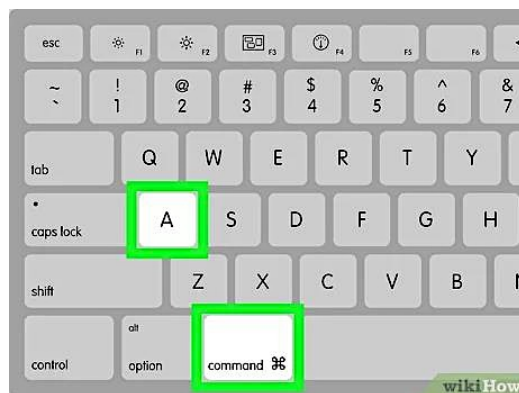 esc F1 F2 F3 F4 F5 F6
~ ! @ # $ % ^ &
` 1 2 3 4 5 6 7
tab Q W E R T Y
caps lock A S D F G H
shift Z X C V B
alt
control option command ⌘
wikiHow